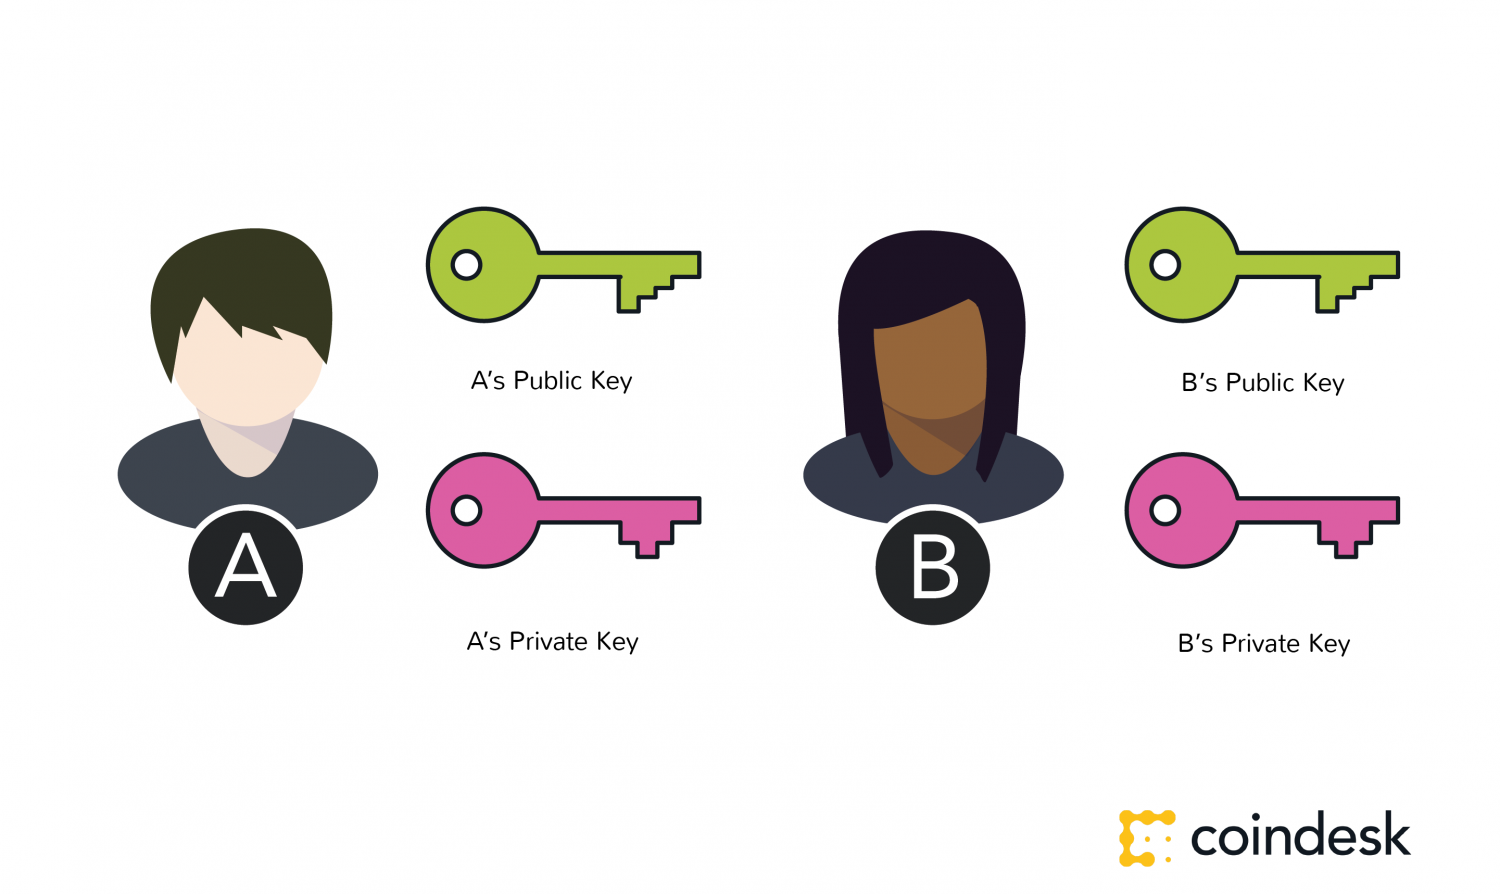 A's Public Key
B's Public Key
A
B
A's Private Key
B's Private Key
coindesk